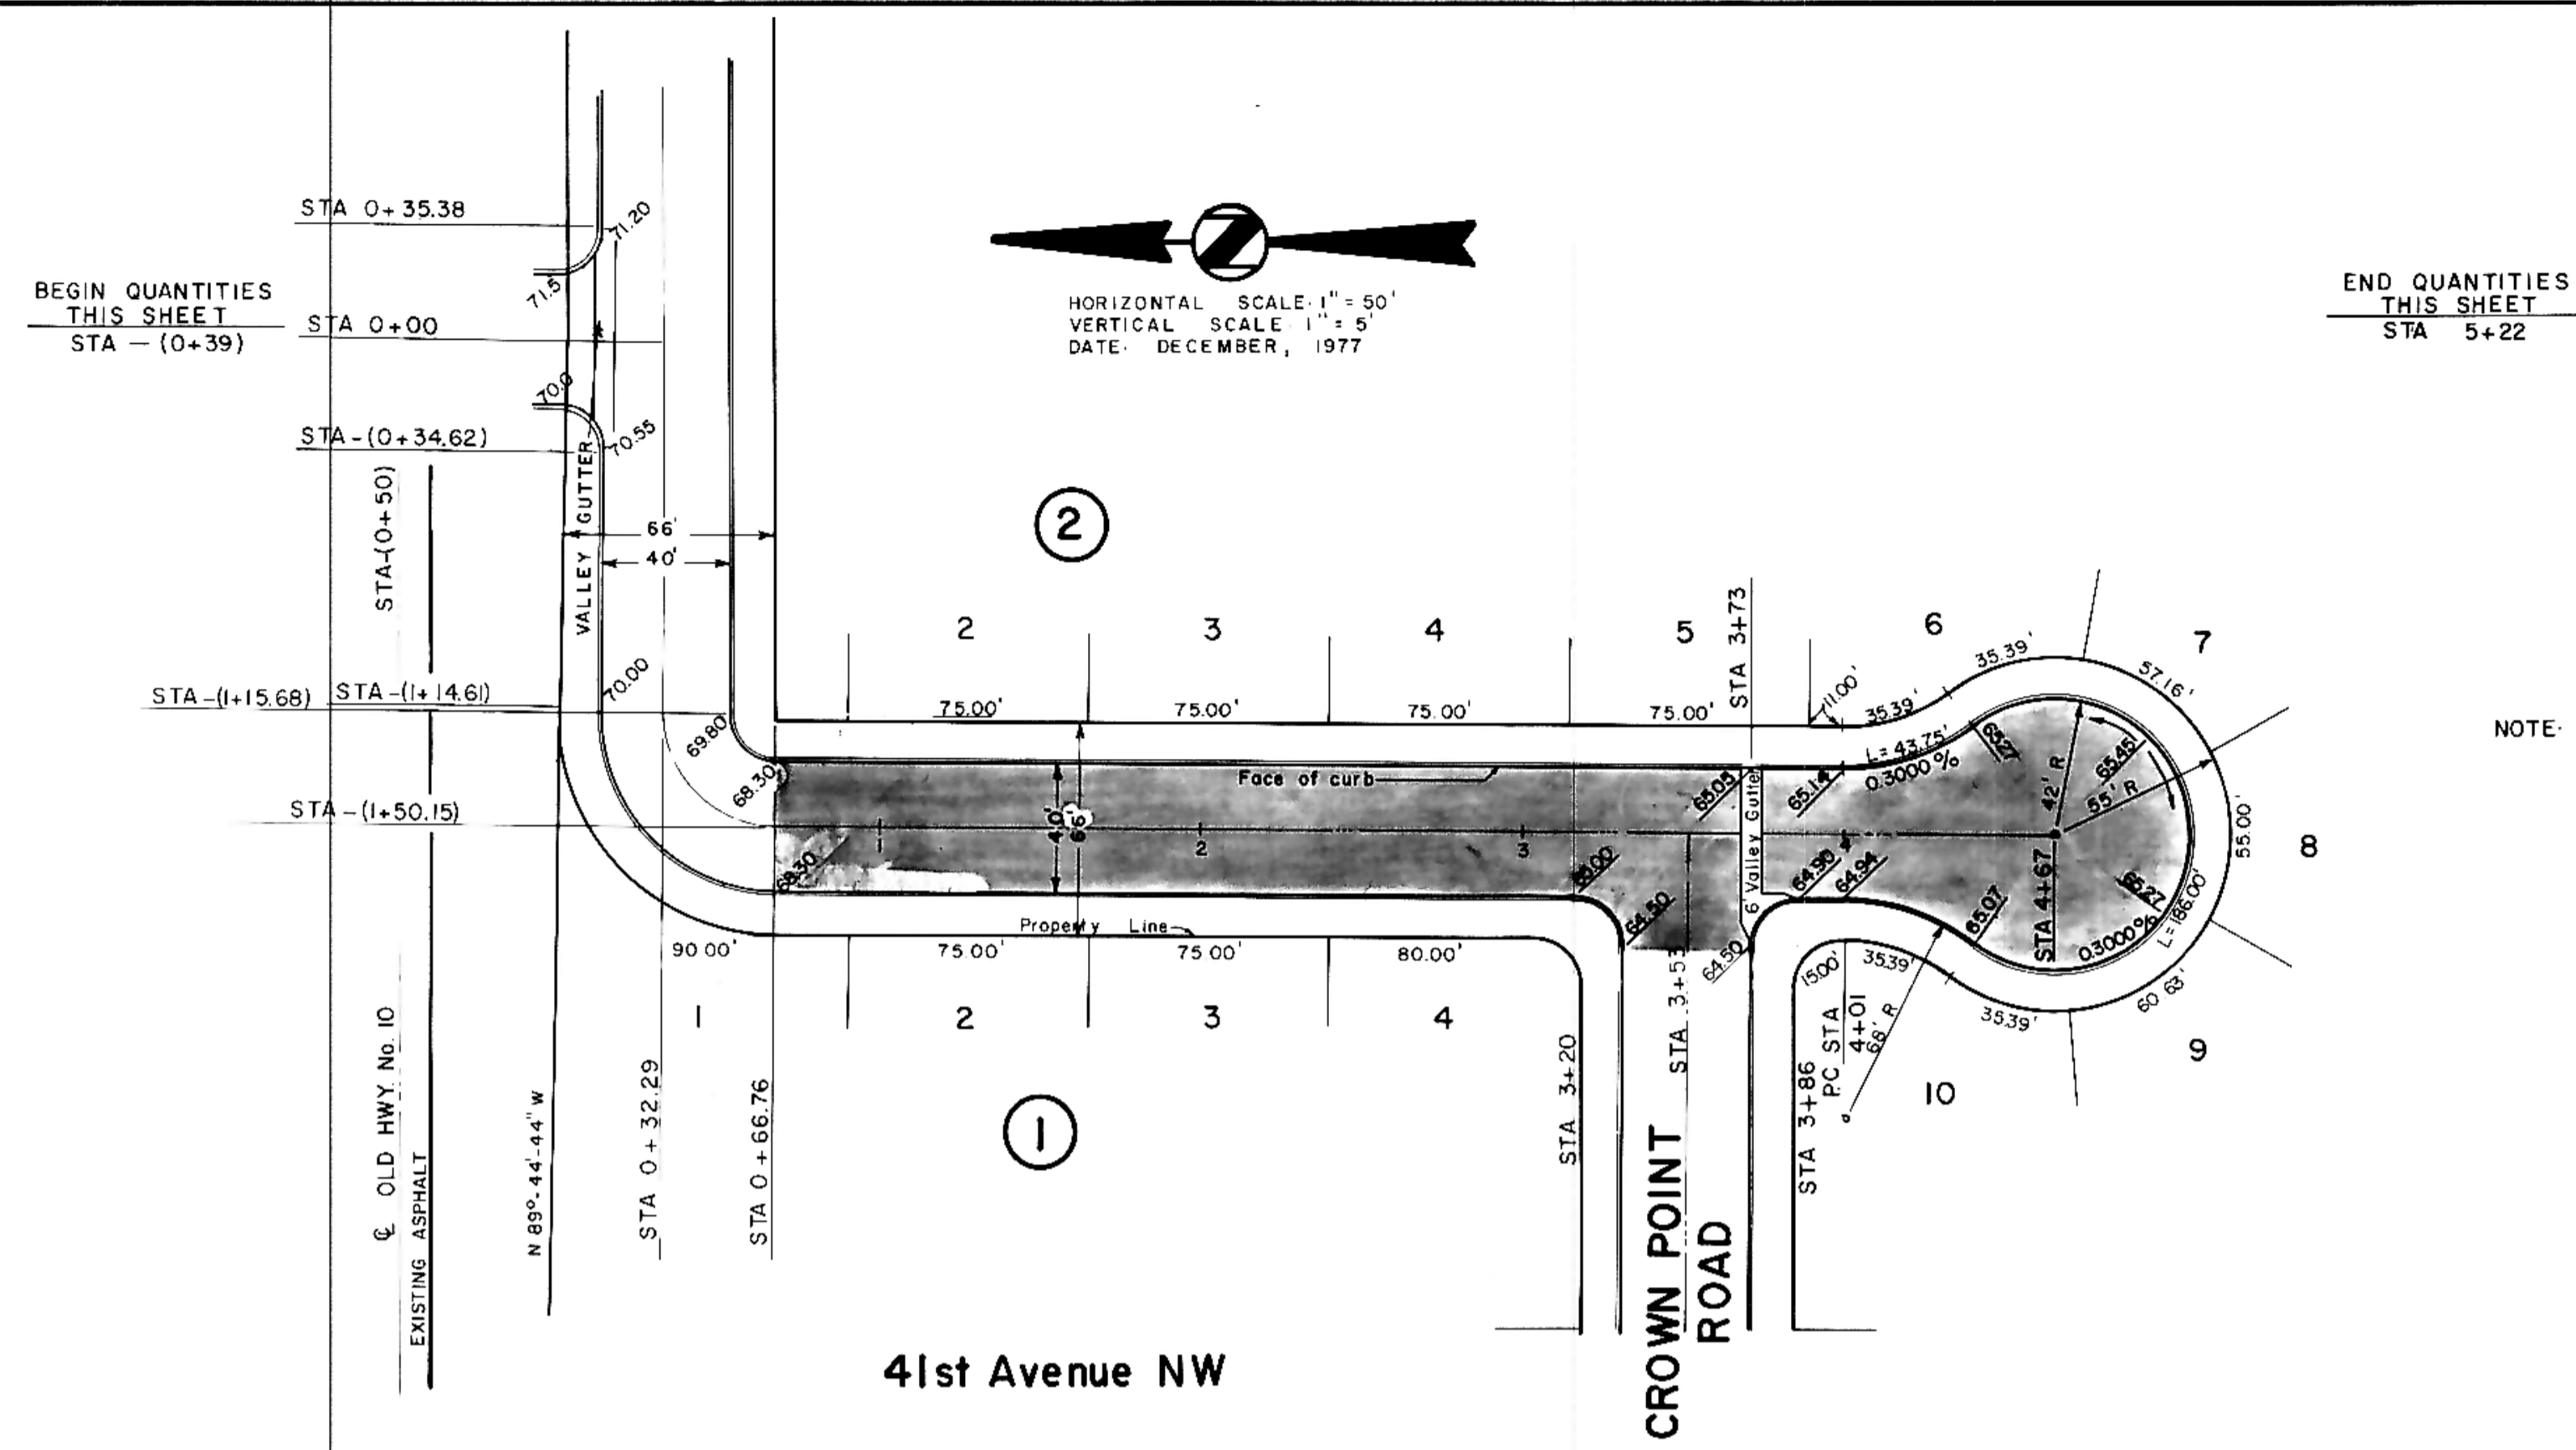 STA 0+35.38
71.20
BEGIN QUANTITIES
THIS SHEET
STA — (0+39)
71.5
STA 0+00
70.0
STA-(0+34.62)
70.55
HORIZONTAL SCALE 1" = 50'
VERTICAL SCALE 1" = 5'
DATE. DECEMBER, 1977
END QUANTITIES
THIS SHEET
STA 5+22
STA-(0+50)
VALLEY GUTTER
66'
40'
2
2
3
4
5
STA 3+73
6
7
STA-(1+15.68)
STA-(1+14.61)
70.00
69.80
68.30
75.00'
75.00'
75.00'
75.00'
11.00'
35.39'
35.39'
57.16'
NOTE.
Face of curb
L= 43.75'
0.3000%
65.27
65.05
65.14
65.45
42' R
55' R
55.00'
8
STA-(1+50.15)
40'
66'
1
2
3
4
68.30
65.00
64.50
6' Valley Gutter
64.90
64.94
65.07
STA 4+67
65.27
0.3000%
L=186.00'
Property Line
90.00'
75.00'
75.00'
80.00'
64.50
15.00'
35.39'
35.39'
60.63'
1
2
3
4
9
10
STA 3+53
P.C. STA
4+01
68' R
STA 3+20
STA 3+86
℄ OLD HWY. No. 10
EXISTING ASPHALT
N 89°-44'-44" W
STA 0+32.29
STA 0+66.76
1
CROWN POINT
ROAD
41st Avenue NW